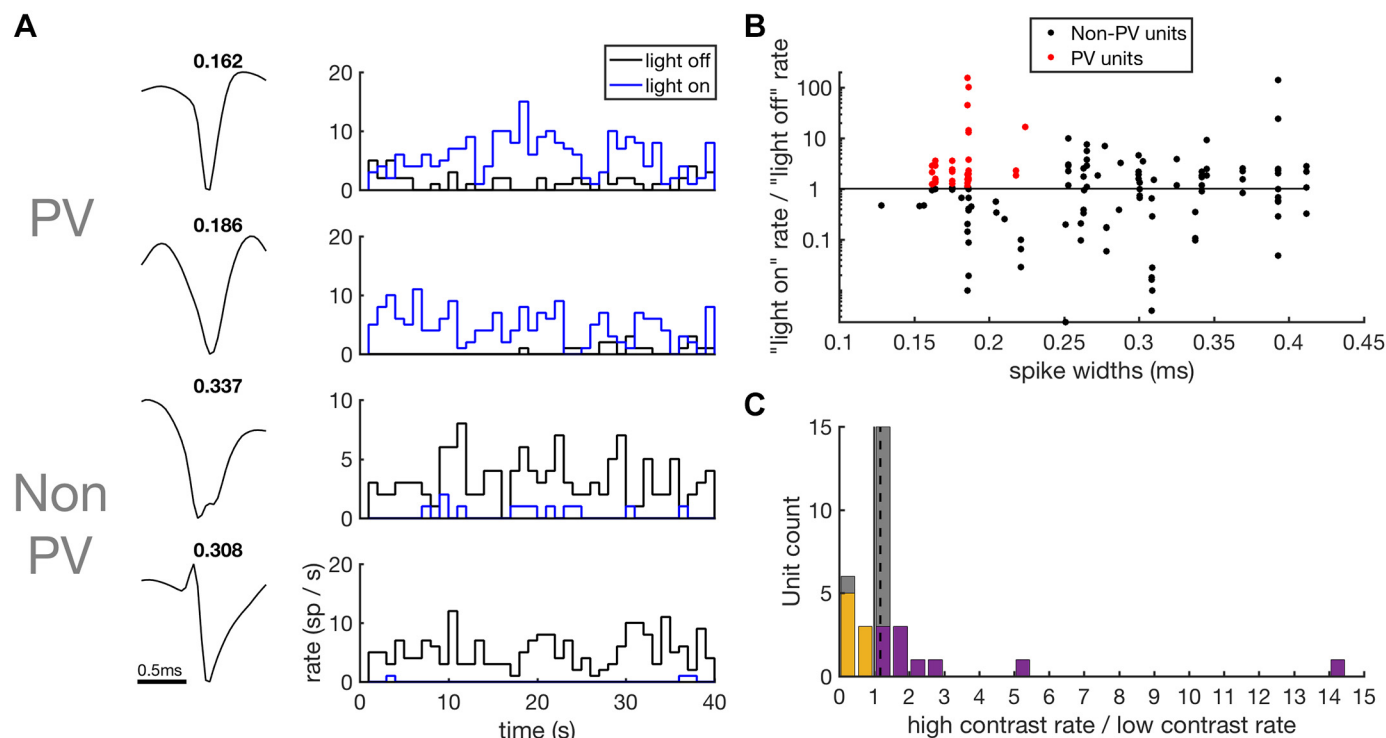 A
PV
Non
PV
0.162
0.186
0.337
0.308
0.5ms
light off
light on
20
10
0
20
10
0
10
5
0
20
10
0
0 10 20 30 40
rate (sp / s)
time (s)
B
Non-PV units
PV units
"light on" rate / "light off" rate
100
10
1
0.1
0.1 0.15 0.2 0.25 0.3 0.35 0.4 0.45
spike widths (ms)
C
Unit count
15
10
5
0
0 1 2 3 4 5 6 7 8 9 10 11 12 13 14 15
high contrast rate / low contrast rate